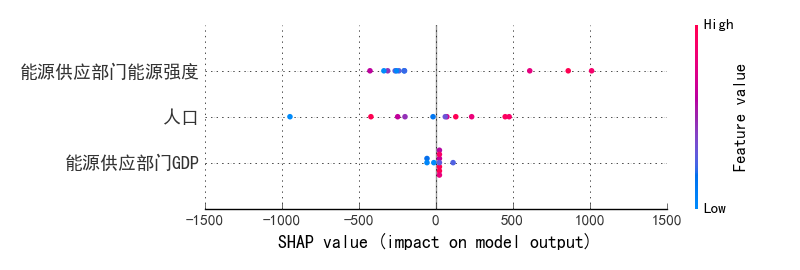 High
能源供应部门能源强度
人口
能源供应部门GDP
Feature value
Low
-1500 -1000 -500 0 500 1000 1500
SHAP value (impact on model output)